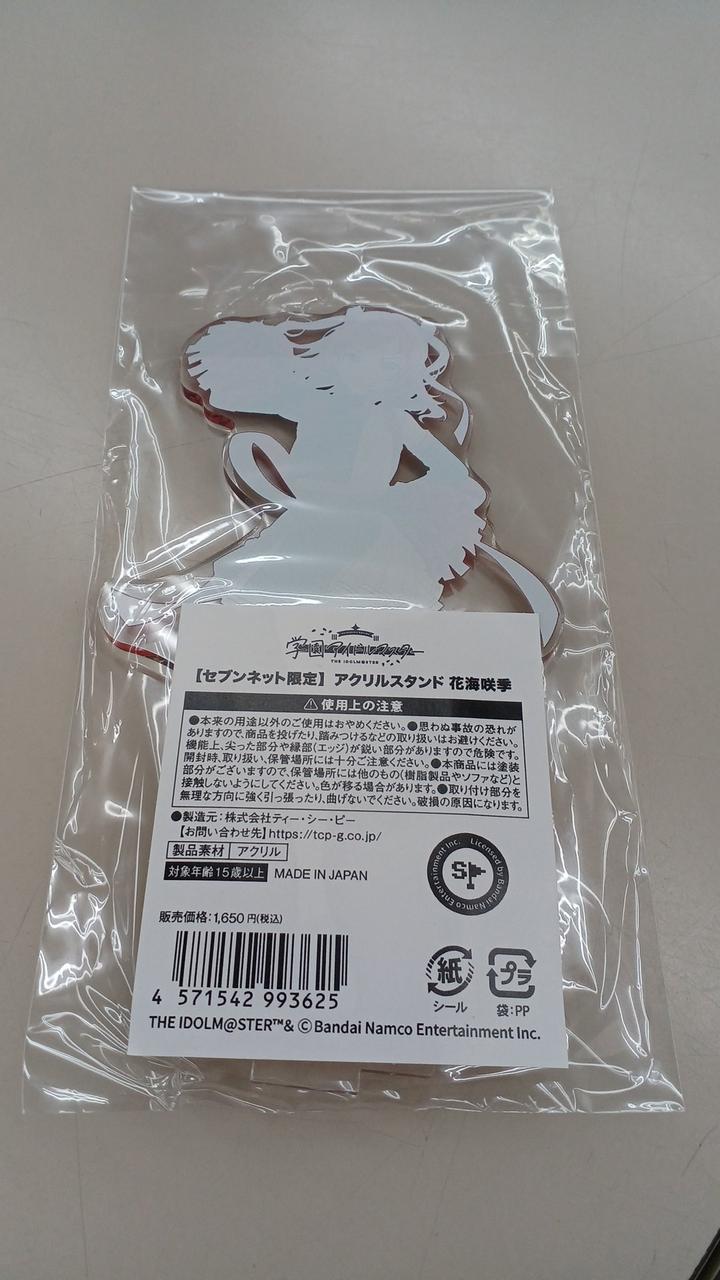 学園アイドルマスター
THE IDOLM@STER
【セブンネット限定】 アクリルスタンド 花海咲季
⚠使用上の注意
●本来の用途以外のご使用はおやめください。●思わぬ事故の恐れが
ありますので、商品を投げたり、踏みつけるなどの取り扱いはお避けください。
機能上、尖った部分や縁部(エッジ)が鋭い部分がありますので危険です。
開封時、取り扱い、保管場所には十分ご注意ください。●本商品には塗装
部分がございますので、保管場所には他のもの(樹脂製品やソファなど)と
接触しないようにしてください。色が移る場合があります。●取り付け部分を
無理な方向に強く引っ張ったり、曲げないでください。破損の原因になります。
●製造元:株式会社ティー・シー・ピー
【お問い合わせ先】https://tcp-g.co.jp/
製品素材 アクリル
対象年齢15歳以上 MADE IN JAPAN
Licensed by Bandai Namco Entertainment Inc.
SP
販売価格:1,650円(税込)
4 571542 993625
紙
シール
プラ
袋:PP
THE IDOLM@STER™& ©Bandai Namco Entertainment Inc.